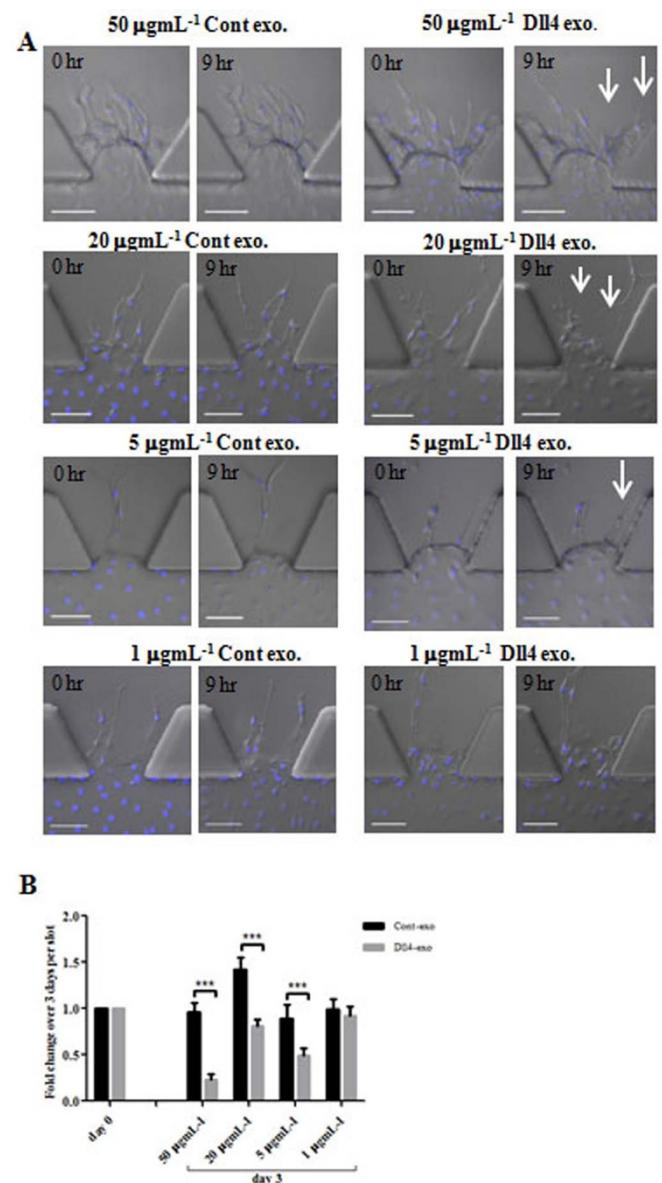 A
50 µgmL-1 Cont exo.
50 µgmL-1 Dll4 exo.
0 hr
9 hr
0 hr
9 hr
20 µgmL-1 Cont exo.
20 µgmL-1 Dll4 exo.
0 hr
9 hr
0 hr
9 hr
5 µgmL-1 Cont exo.
5 µgmL-1 Dll4 exo.
0 hr
9 hr
0 hr
9 hr
1 µgmL-1 Cont exo.
1 µgmL-1 Dll4 exo.
0 hr
9 hr
0 hr
9 hr
B
Fold change over 3 days per slot
2.0
1.5
1.0
0.5
0.0
***
***
***
Cont-exo
Dll4-exo
day 0
50 µgmL-1
20 µgmL-1
5 µgmL-1
1 µgmL-1
day 3